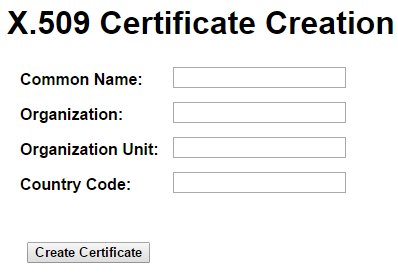 X.509 Certificate Creation
Common Name:
Organization:
Organization Unit:
Country Code:
Create Certificate